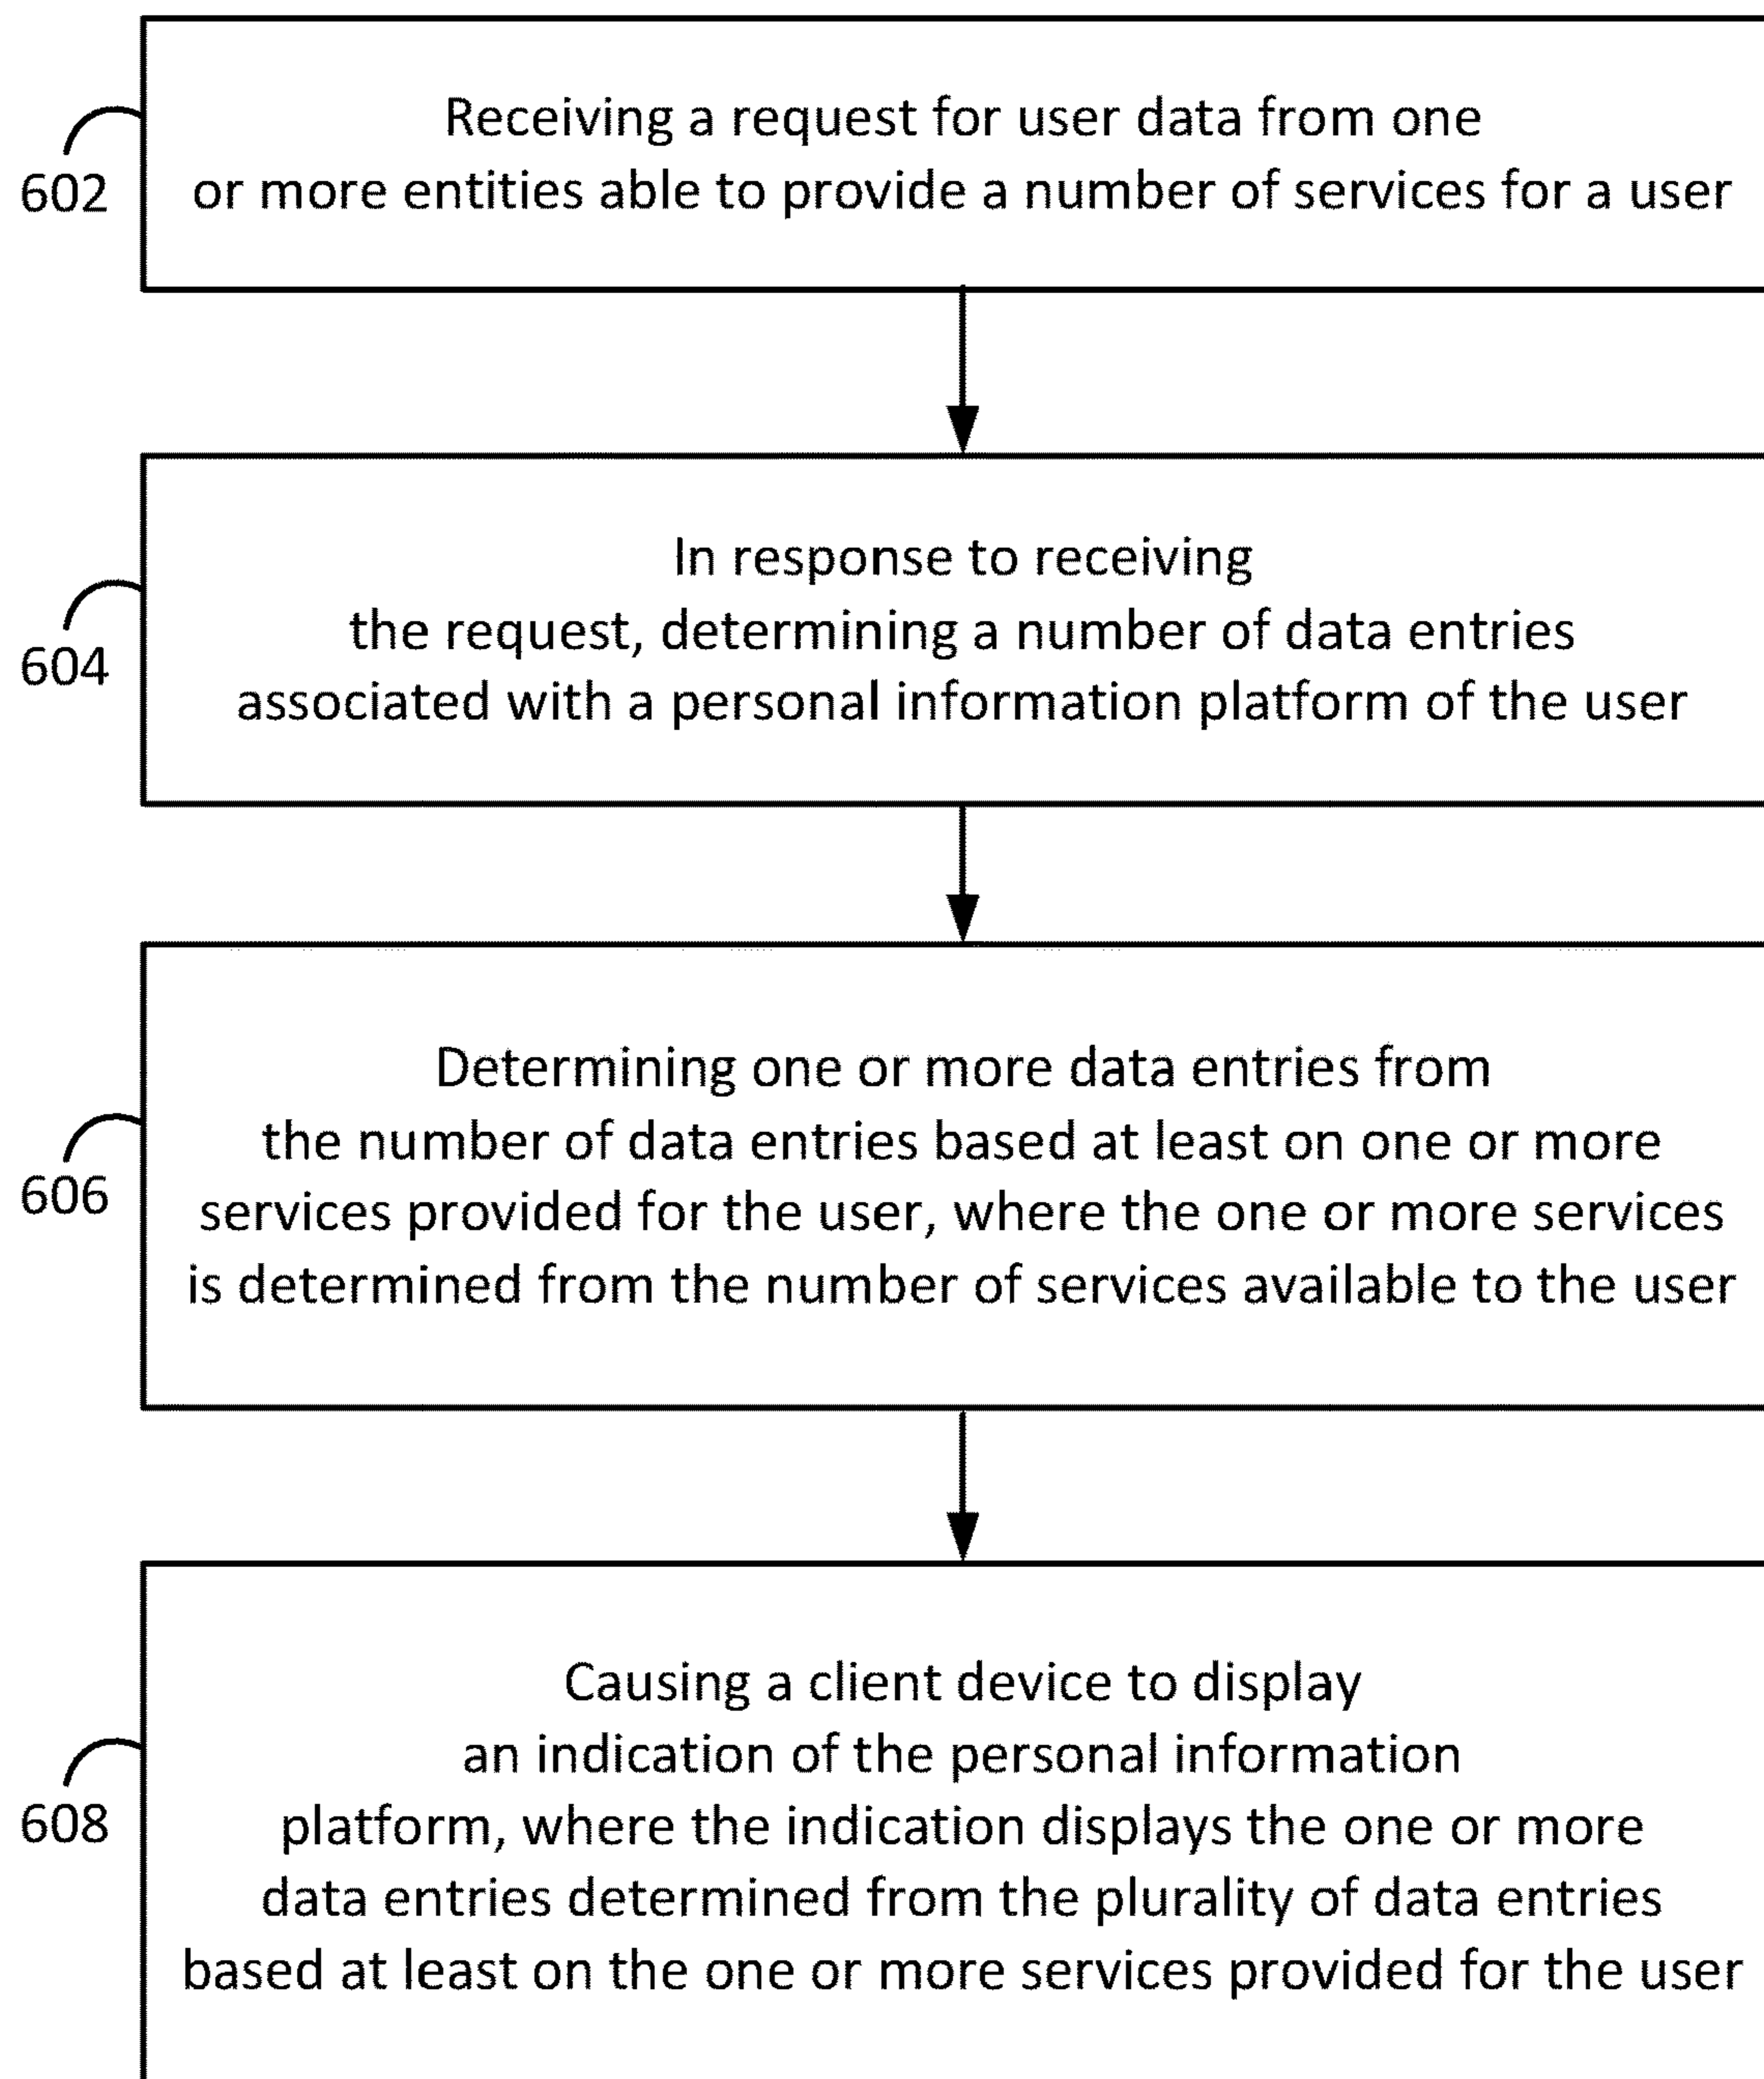 Receiving a request for user data from one
or more entities able to provide a number of services for a user
602
In response to receiving
the request, determining a number of data entries
associated with a personal information platform of the user
604
Determining one or more data entries from
the number of data entries based at least on one or more
services provided for the user, where the one or more services
is determined from the number of services available to the user
606
Causing a client device to display
an indication of the personal information
platform, where the indication displays the one or more
data entries determined from the plurality of data entries
based at least on the one or more services provided for the user
608